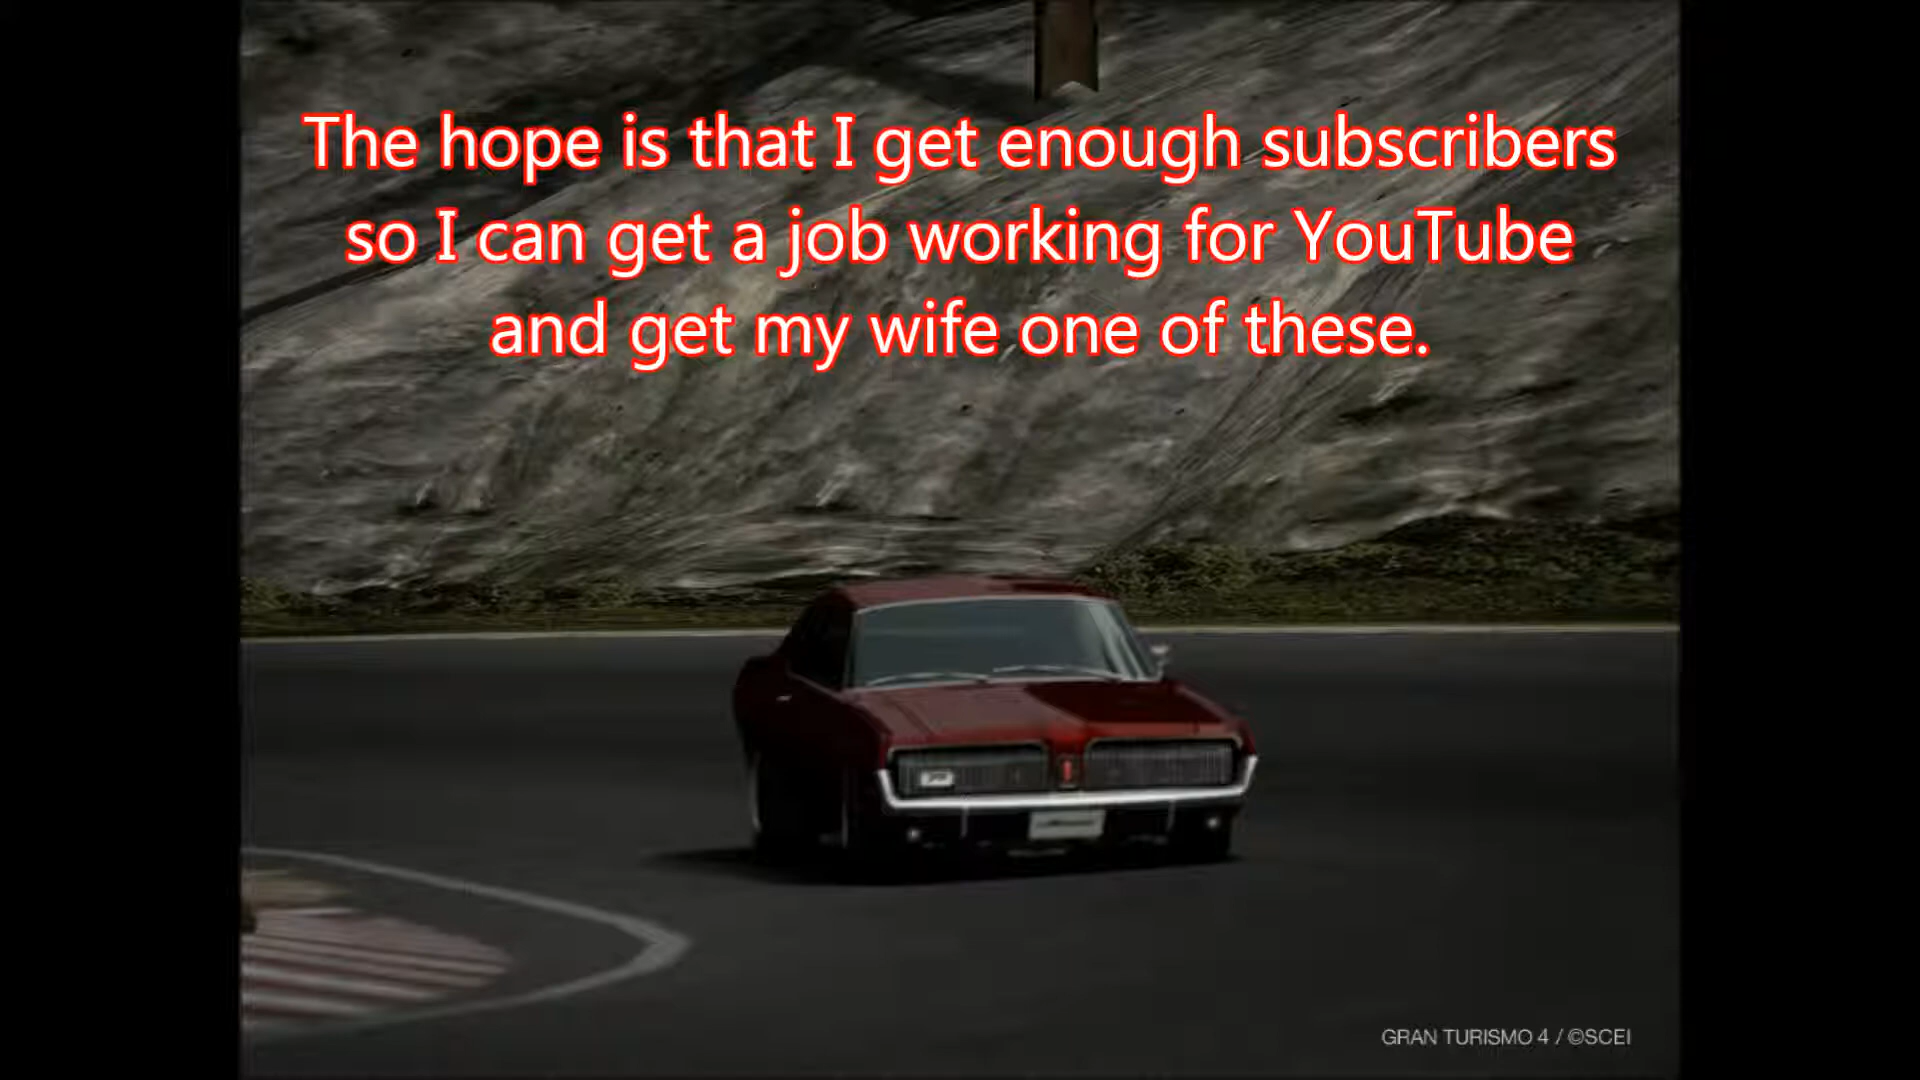 The hope is that I get enough subscribers
so I can get a job working for YouTube
and get my wife one of these.
GRAN TURISMO 4 / ©SCEI